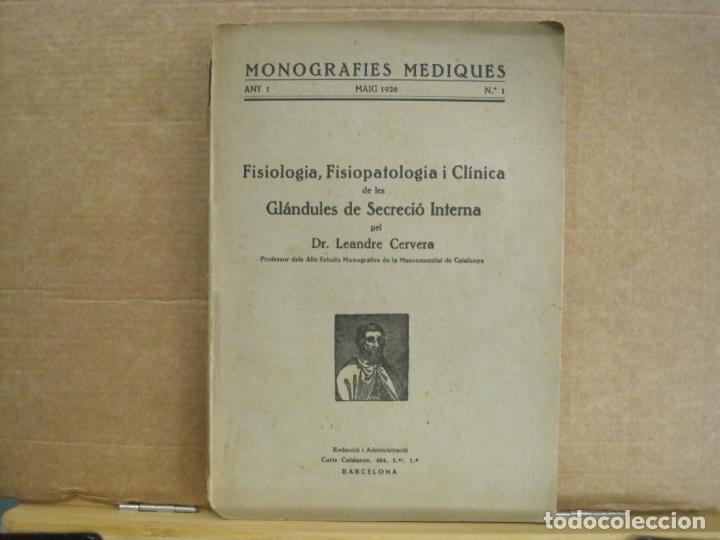 MONOGRAFIES MEDIQUES
ANY 1 MAIG 1926 N.º 1
Fisiologia, Fisiopatologia i Clínica
de les
Glándules de Secreció Interna
pel
Dr. Leandre Cervera
Professor dels Alts Estudis Monogràfics de la Mancomunitat de Catalunya
Redacció i Administració
Corts Catalanes, 484, 1.er, 1.ª
BARCELONA
todocoleccion.net